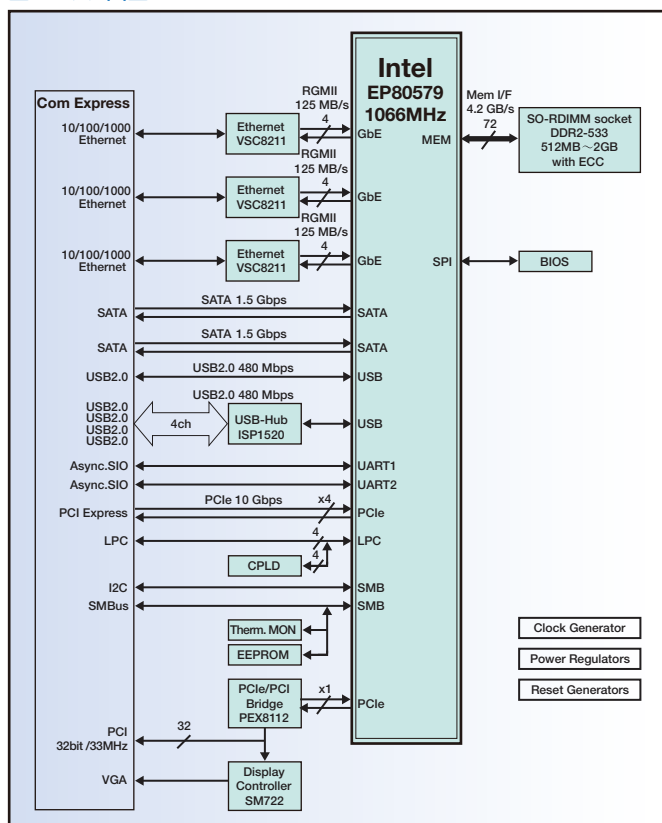 Intel
EP80579
1066MHz
Com Express
RGMII
125 MB/s
4
Mem I/F
4.2 GB/s
72
10/100/1000
Ethernet
Ethernet
VSC8211
GbE
MEM
SO-RDIMM socket
DDR2-533
512MB～2GB
with ECC
RGMII
125 MB/s
4
10/100/1000
Ethernet
Ethernet
VSC8211
GbE
RGMII
125 MB/s
4
10/100/1000
Ethernet
Ethernet
VSC8211
GbE
SPI
BIOS
SATA 1.5 Gbps
SATA
SATA
SATA 1.5 Gbps
SATA
SATA
USB2.0 480 Mbps
USB2.0
USB
USB2.0 480 Mbps
USB2.0
USB2.0
USB2.0
USB2.0
4ch
USB-Hub
ISP1520
USB
Async.SIO
UART1
Async.SIO
UART2
PCIe 10 Gbps
x4
PCI Express
PCIe
4
LPC
LPC
4
CPLD
I2C
SMB
SMBus
SMB
Therm. MON
EEPROM
Clock Generator
Power Regulators
Reset Generators
PCIe/PCI
Bridge
PEX8112
x1
PCIe
32
PCI
32bit /33MHz
VGA
Display
Controller
SM722